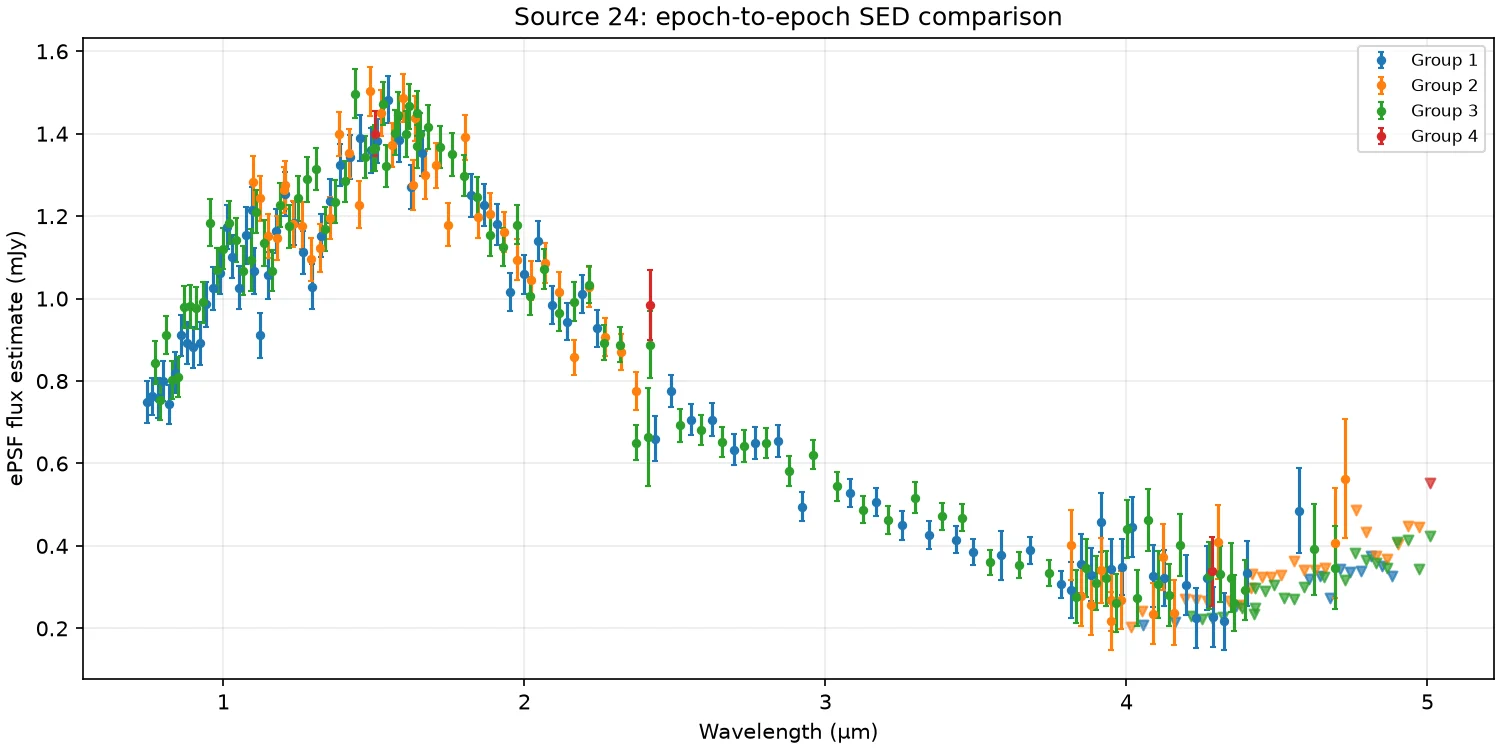 Source 24: epoch-to-epoch SED comparison
ePSF flux estimate (mJy)
1.6
1.4
1.2
1.0
0.8
0.6
0.4
0.2
Group 1
Group 2
Group 3
Group 4
1 2 3 4 5
Wavelength (µm)